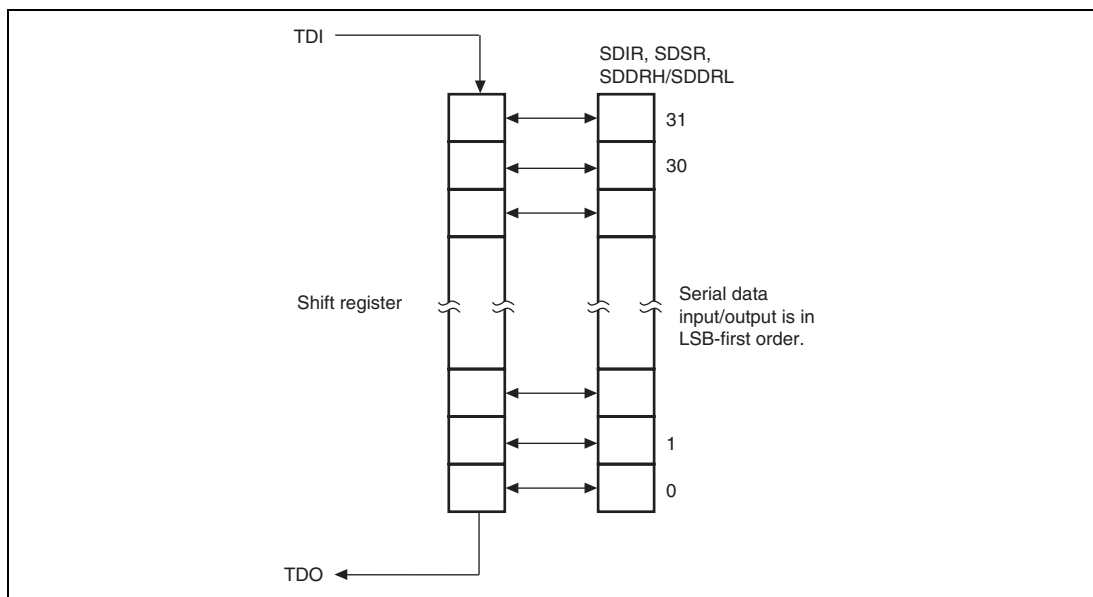 TDI
SDIR, SDSR,
SDDRH/SDDRL
31
30
Shift register
Serial data
input/output is in
LSB-first order.
1
0
TDO